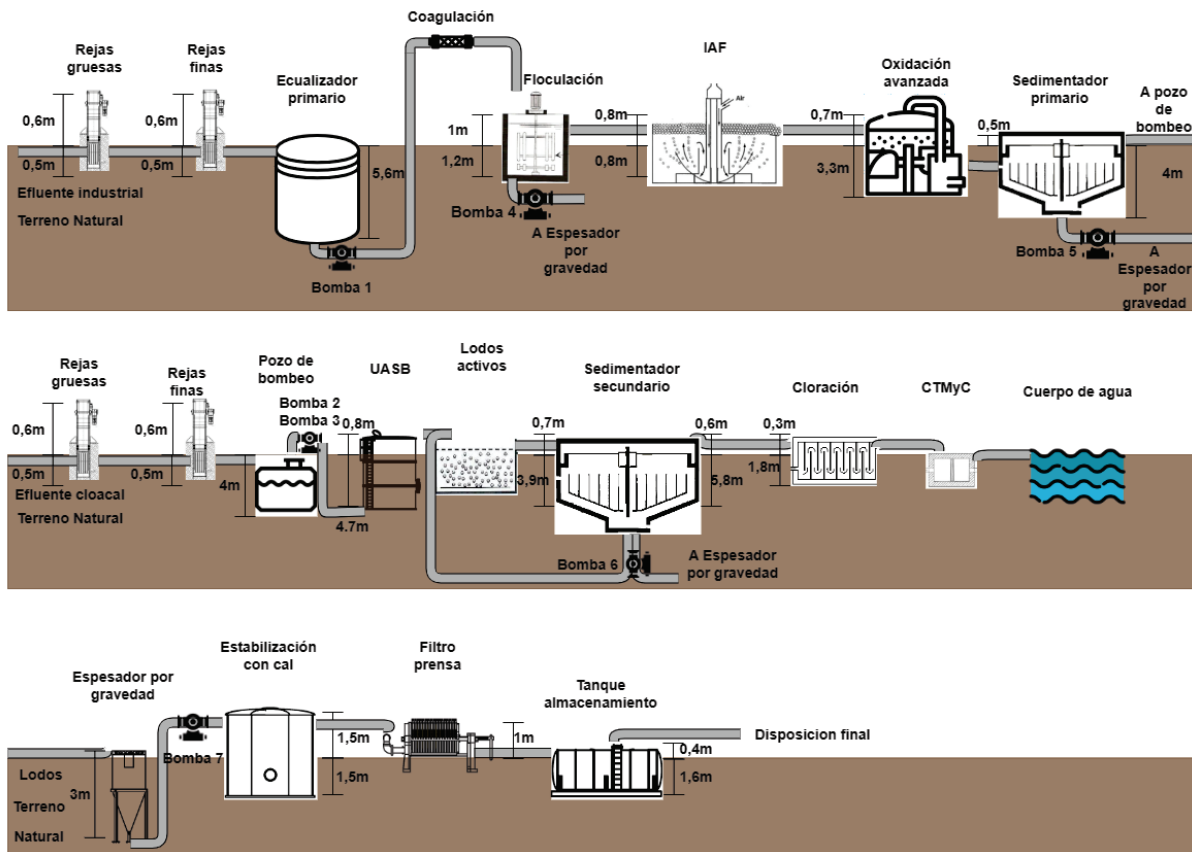 Coagulación
Rejas
gruesas
Rejas
finas
Ecualizador
primario
Floculación
IAF
Oxidación
avanzada
Sedimentador
primario
A pozo
de
bombeo
0,6m
0,5m
0,6m
0,5m
5,6m
1m
1,2m
0,8m
0,8m
Air
0,7m
3,3m
0,5m
4m
Efluente industrial
Terreno Natural
Bomba 1
Bomba 4
A Espesador
por
gravedad
Bomba 5
A
Espesador
por
gravedad
Rejas
gruesas
Rejas
finas
Pozo de
bombeo
Bomba 2
Bomba 3
UASB
Lodos
activos
Sedimentador
secundario
Cloración
CTMyC
Cuerpo de agua
0,6m
0,5m
0,6m
0,5m
4m
0,8m
4.7m
0,7m
3,9m
0,6m
5,8m
0,3m
1,8m
Efluente cloacal
Terreno Natural
Bomba 6
A Espesador
por gravedad
Espesador por
gravedad
Estabilización
con cal
Filtro
prensa
Tanque
almacenamiento
Disposicion final
Bomba 7
3m
1,5m
1,5m
1m
0,4m
1,6m
Lodos
Terreno
Natural